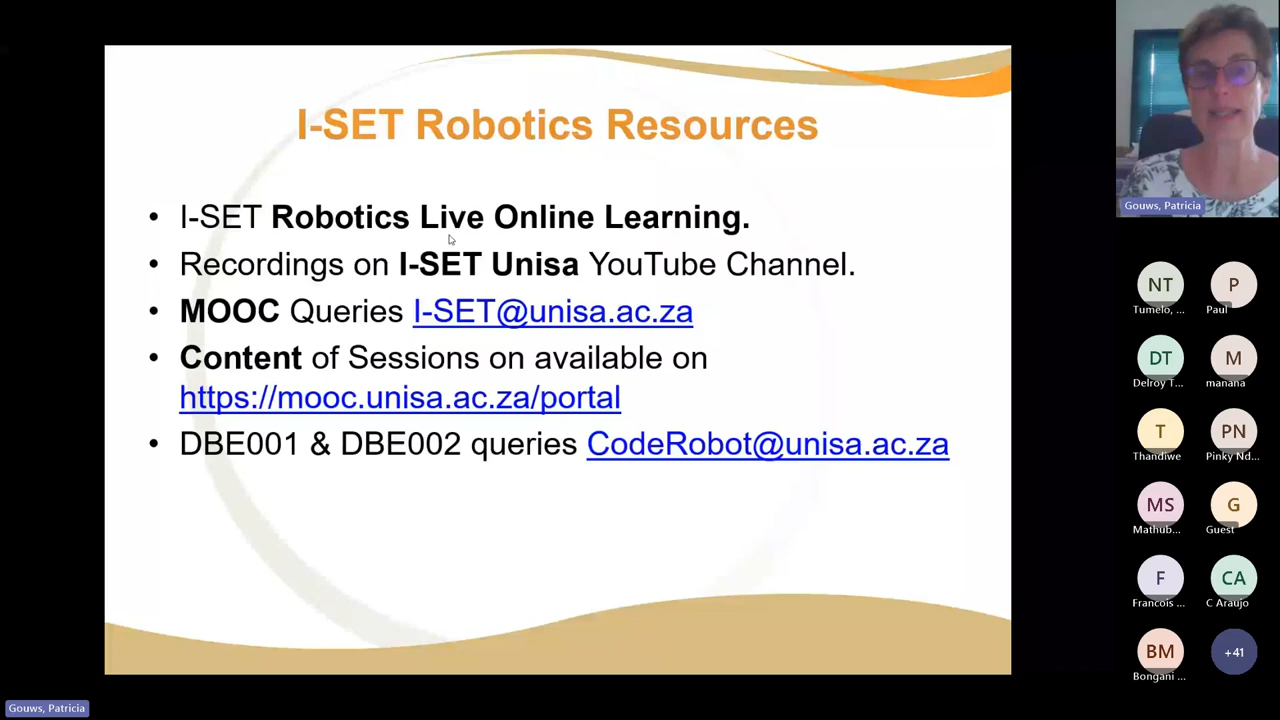 I-SET Robotics Resources
• I-SET Robotics Live Online Learning.
• Recordings on I-SET Unisa YouTube Channel.
• MOOC Queries I-SET@unisa.ac.za
• Content of Sessions on available on
https://mooc.unisa.ac.za/portal
• DBE001 & DBE002 queries CodeRobot@unisa.ac.za
Gouws, Patricia
NT
Tumelo, ...
P
Paul
DT
Delroy T...
M
manana
T
Thandiwe
PN
Pinky Nd...
MS
Mathub...
G
Guest
F
Francois ...
CA
C Araujo
BM
Bongani ...
+41
Gouws, Patricia